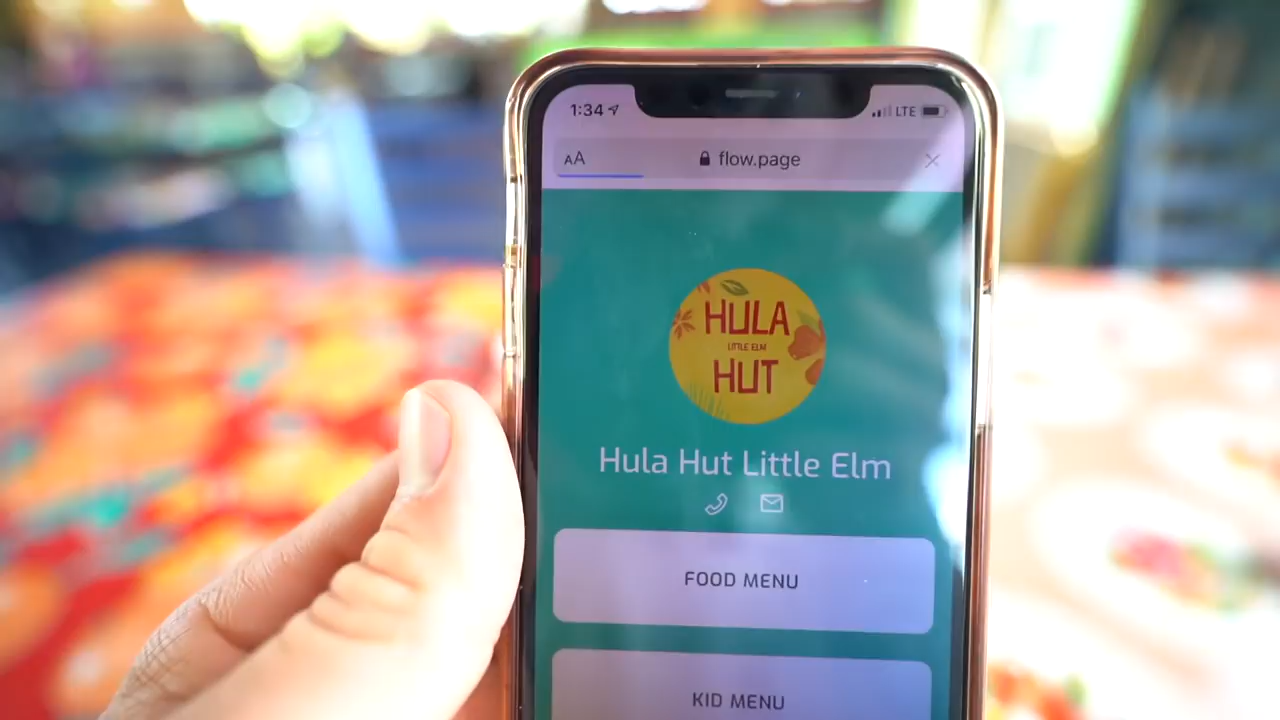 1:34
LTE
AA
flow.page
HULA
LITTLE ELM
HUT
Hula Hut Little Elm
FOOD MENU
KID MENU